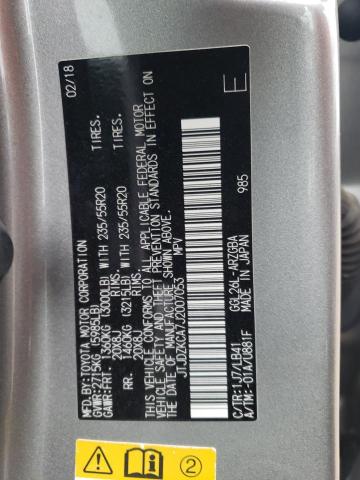 MFD.BY:TOYOTA MOTOR CORPORATION 02/18
GVWR:2715KG (5985LB)
GAWR:FRT. 1360KG (3000LB) WITH 235/55R20 TIRES.
20X8J RIMS.
RR. 1460KG (3215LB) WITH 235/55R20 TIRES.
20X8J RIMS.
THIS VEHICLE CONFORMS TO ALL APPLICABLE FEDERAL MOTOR
VEHICLE SAFETY AND THEFT PREVENTION STANDARDS IN EFFECT ON
THE DATE OF MANUFACTURE SHOWN ABOVE.
JTJDZKCA7J2007053 MPV
E
C/TR:1J7/LB41 GGL26L-ARZGBA 985
A/TM:-01A/U881F MADE IN JAPAN
2